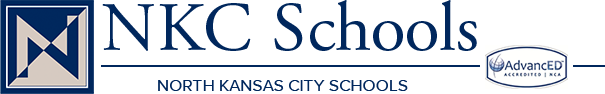 NKC Schools
NORTH KANSAS CITY SCHOOLS
AdvancED®
ACCREDITED | NCA